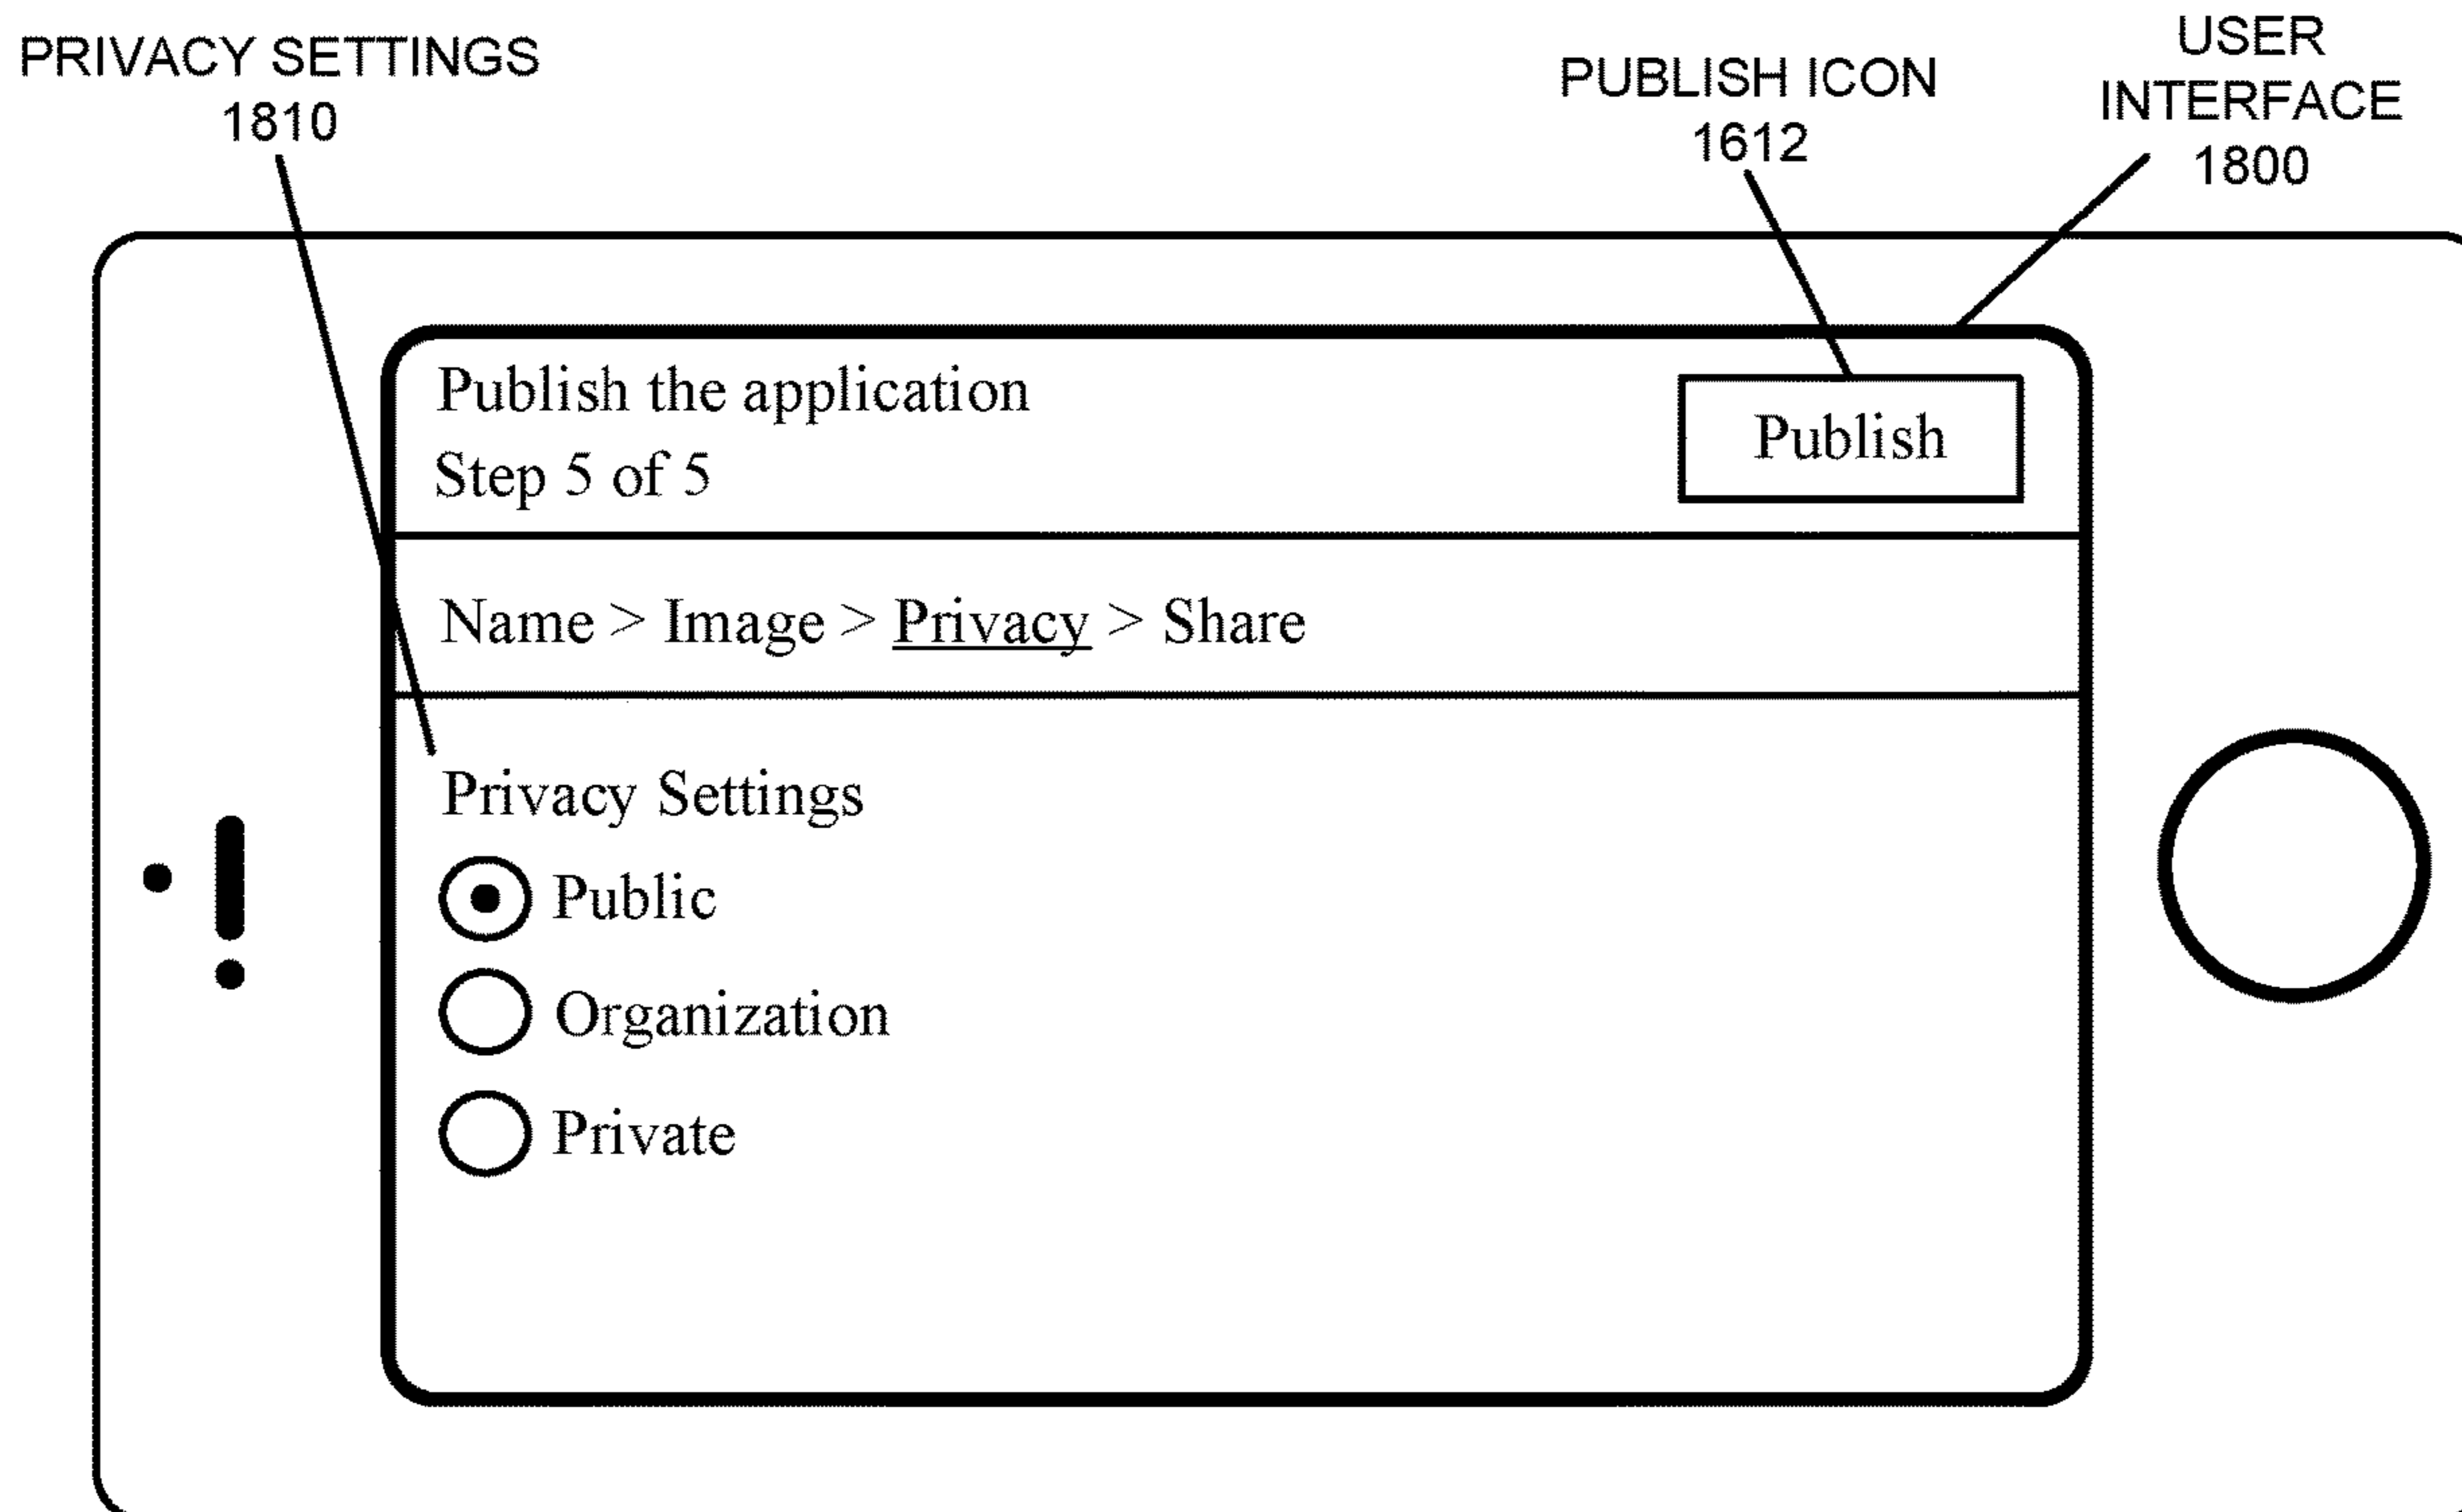 PRIVACY SETTINGS
1810
PUBLISH ICON
1612
USER
INTERFACE
1800
Publish the application
Step 5 of 5
Publish
Name > Image > Privacy > Share
Privacy Settings
Public
Organization
Private